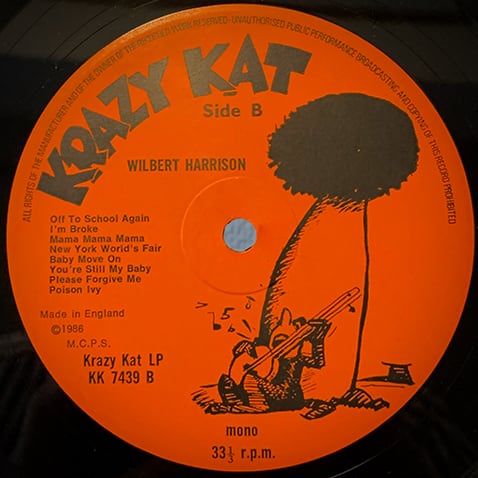 ALL RIGHTS OF THE MANUFACTURER AND OF THE OWNER OF THE RECORDED WORK RESERVED - UNAUTHORISED PUBLIC PERFORMANCE BROADCASTING AND COPYING OF THIS RECORD PROHIBITED
KRAZY KAT
Side B
WILBERT HARRISON
Off To School Again
I'm Broke
Mama Mama Mama
New York World's Fair
Baby Move On
You're Still My Baby
Please Forgive Me
Poison Ivy
Made in England
©1986
M.C.P.S.
Krazy Kat LP
KK 7439 B
mono
33⅓ r.p.m.